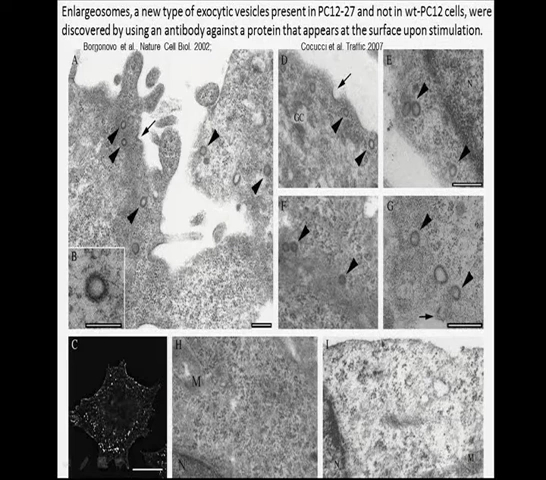 Enlargeosomes, a new type of exocytic vesicles present in PC12-27 and not in wt-PC12 cells, were
discovered by using an antibody against a protein that appears at the surface upon stimulation.
Borgonovo et al., Nature Cell Biol. 2002; Cocucci et al. Traffic 2007
A
D
E
GC
N
F
G
B
C
H
M
N
I
N
M